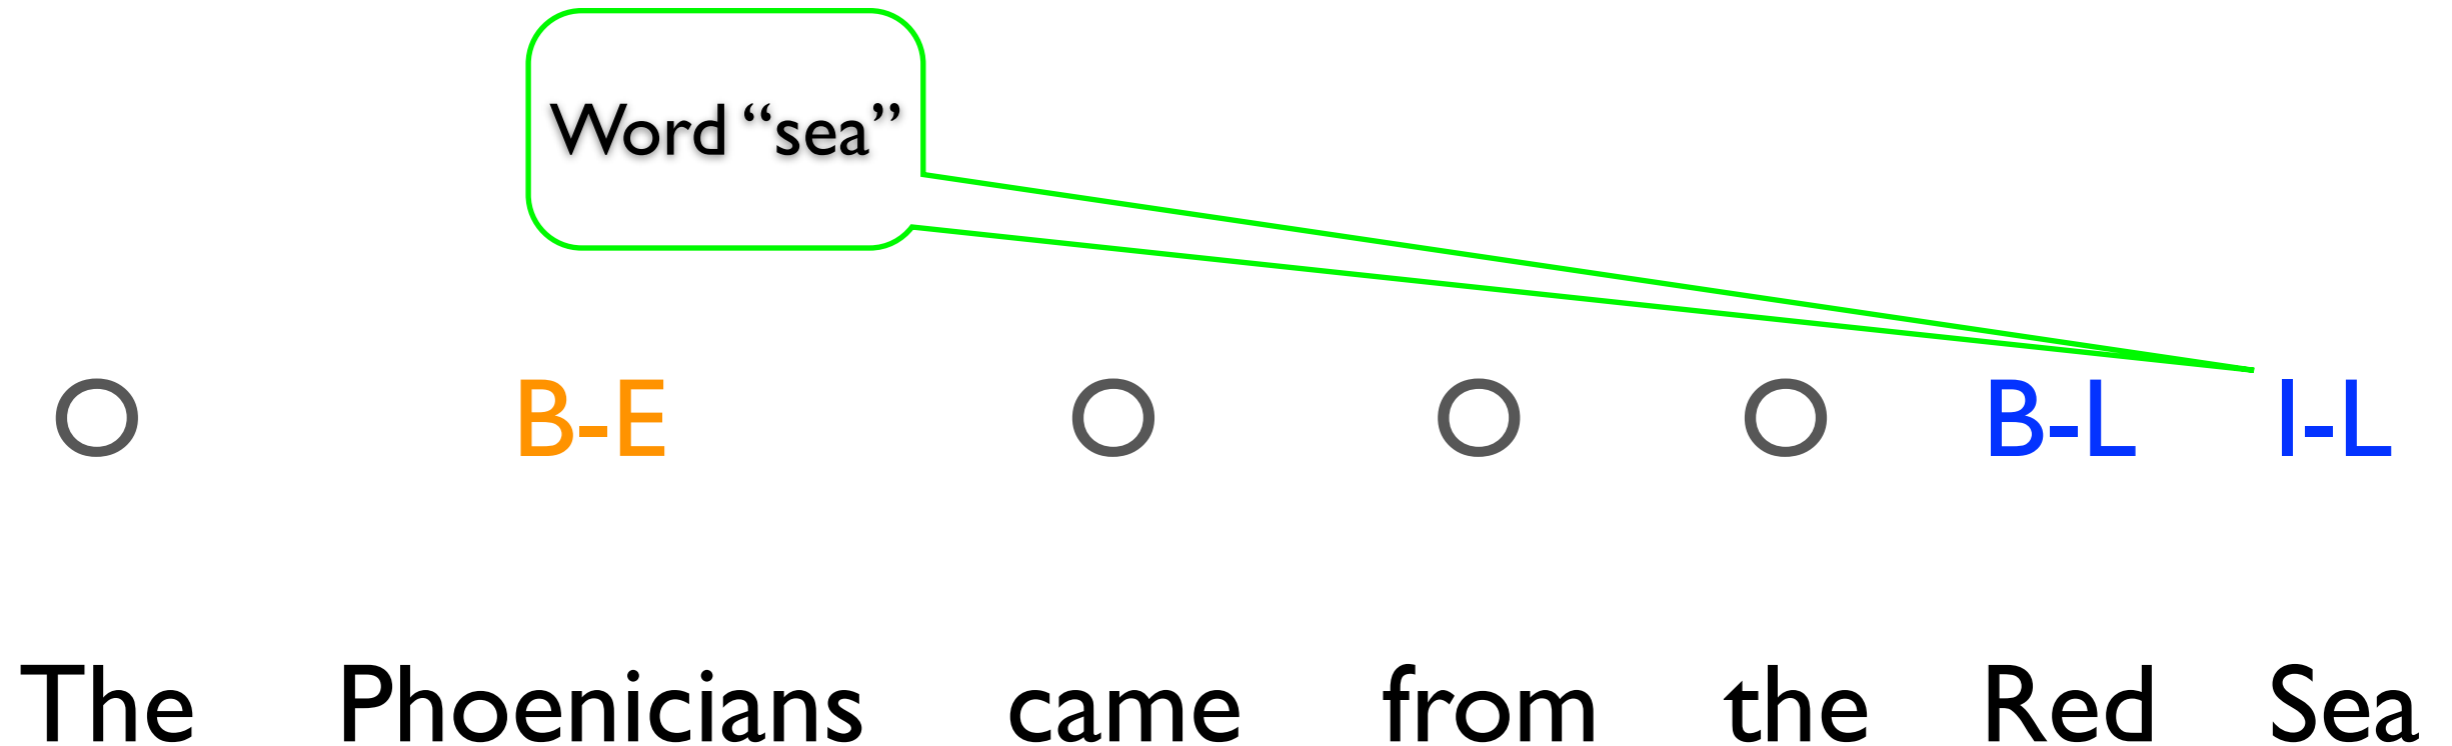 Word “sea”
O B-E O O O B-L I-L
The Phoenicians came from the Red Sea